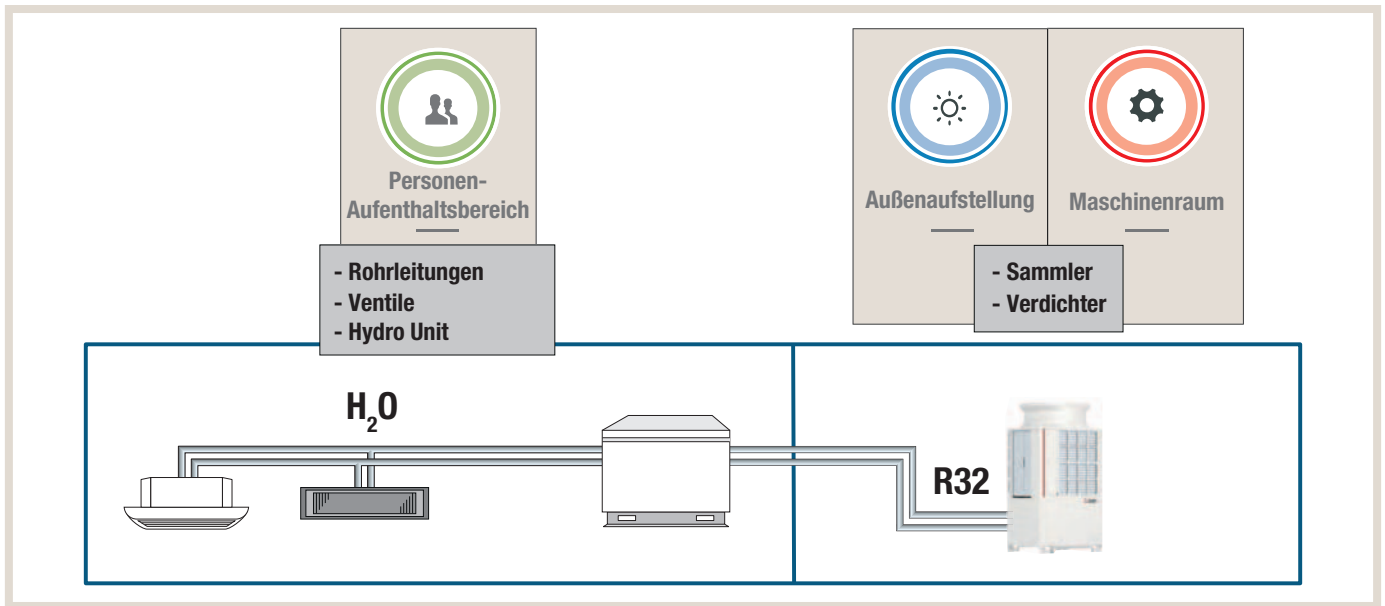 Personen-
Aufenthaltsbereich
- Rohrleitungen
- Ventile
- Hydro Unit
Außenaufstellung
Maschinenraum
- Sammler
- Verdichter
H₂O
R32